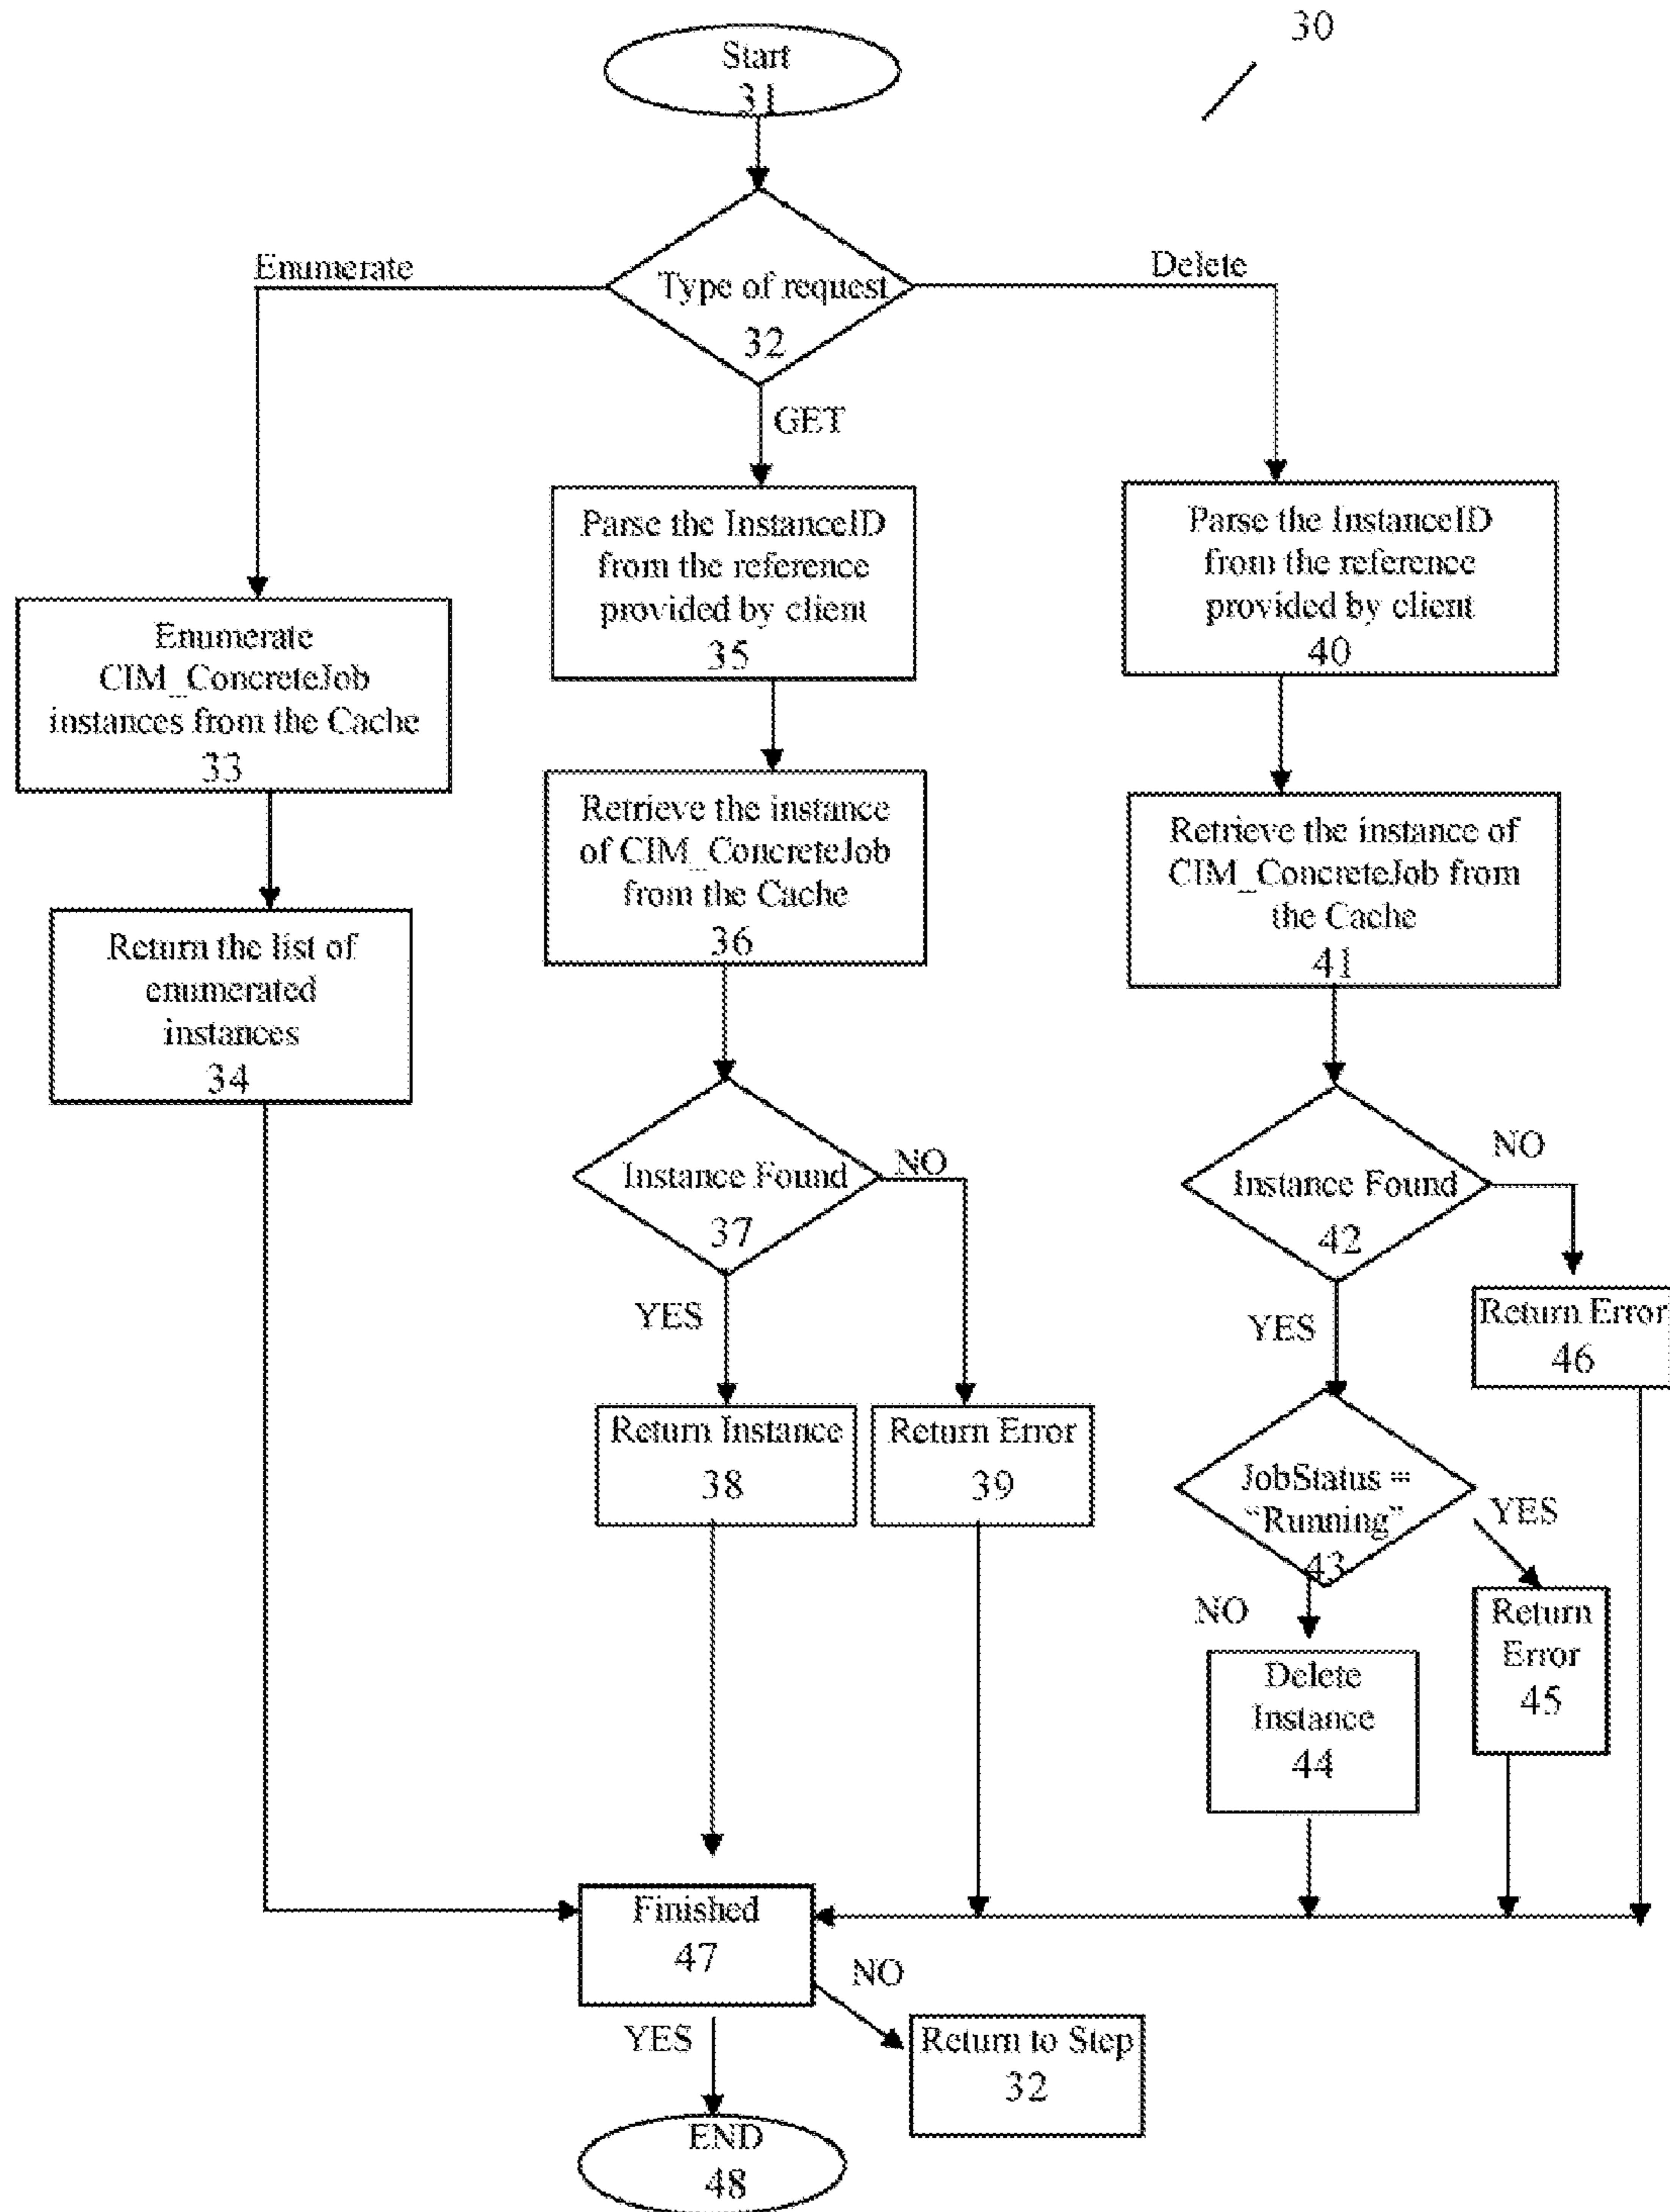 30
Start
31
Enumerate
Delete
Type of request
32
GET
Parse the InstanceID
from the reference
provided by client
35
Parse the InstanceID
from the reference
provided by client
40
Enumerate
CIM_ConcreteJob
instances from the Cache
33
Retrieve the instance
of CIM_ConcreteJob
from the Cache
36
Retrieve the instance of
CIM_ConcreteJob from
the Cache
41
Return the list of
enumerated
instances
34
Instance Found
37
NO
YES
Instance Found
42
NO
YES
Return Error
46
Return Instance
38
Return Error
39
JobStatus =
“Running”
43
YES
NO
Return
Error
45
Delete
Instance
44
Finished
47
NO
YES
Return to Step
32
END
48